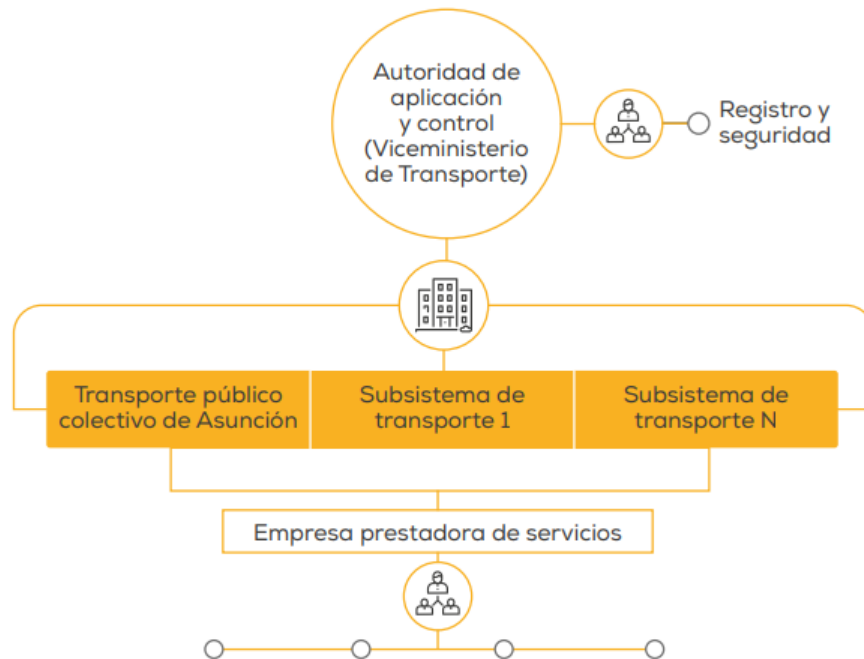 Autoridad de
aplicación
y control
(Viceministerio
de Transporte)
Registro y
seguridad
Transporte público
colectivo de Asunción
Subsistema de
transporte 1
Subsistema de
transporte N
Empresa prestadora de servicios